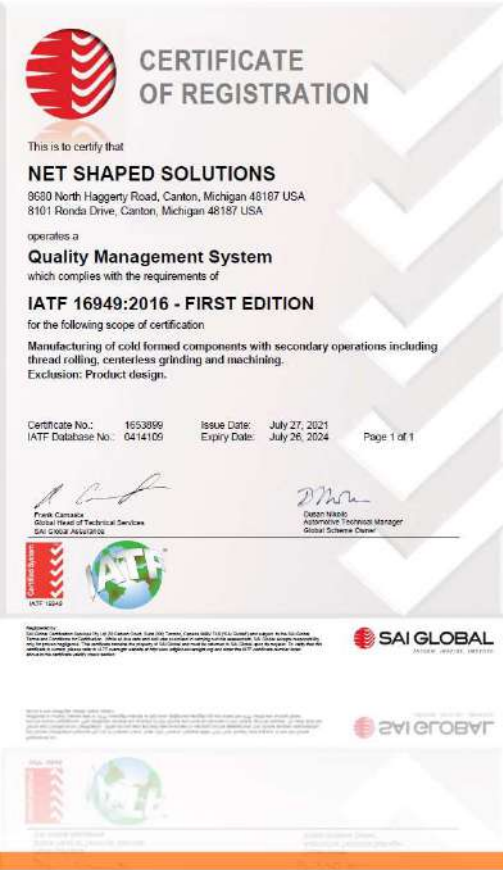 CERTIFICATE
OF REGISTRATION
This is to certify that
NET SHAPED SOLUTIONS
8680 North Haggerty Road, Canton, Michigan 48187 USA
8101 Ronda Drive, Canton, Michigan 48187 USA
operates a
Quality Management System
which complies with the requirements of
IATF 16949:2016 - FIRST EDITION
for the following scope of certification
Manufacturing of cold formed components with secondary operations including
thread rolling, centerless grinding and machining.
Exclusion: Product design.
Certificate No.: 1653899 Issue Date: July 27, 2021
IATF Database No.: 0414109 Expiry Date: July 26, 2024 Page 1 of 1
Frank Camasta
Global Head of Technical Services
SAI Global Assurance
Dusan Nikolic
Automotive Technical Manager
Global Scheme Owner
Certified System
IATF 16949
IATF
Registered by:
SAI GLOBAL